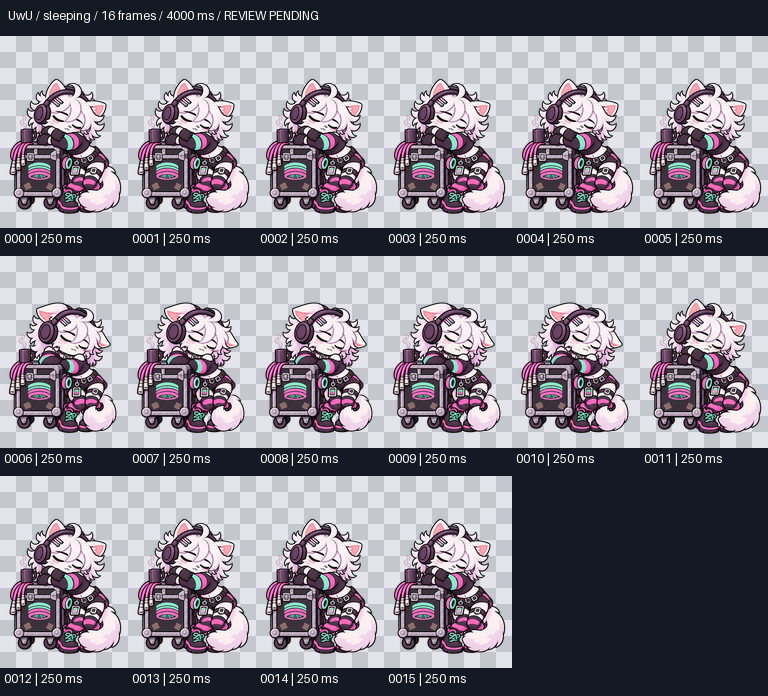 UwU / sleeping / 16 frames / 4000 ms / REVIEW PENDING
0000 | 250 ms
0001 | 250 ms
0002 | 250 ms
0003 | 250 ms
0004 | 250 ms
0005 | 250 ms
0006 | 250 ms
0007 | 250 ms
0008 | 250 ms
0009 | 250 ms
0010 | 250 ms
0011 | 250 ms
0012 | 250 ms
0013 | 250 ms
0014 | 250 ms
0015 | 250 ms